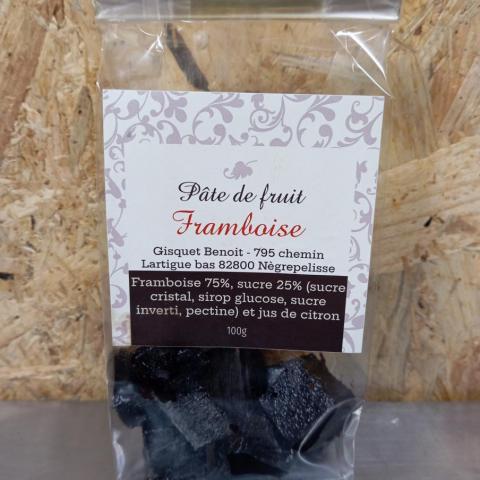 Pâte de fruit
Framboise
Gisquet Benoit - 795 chemin
Lartigue bas 82800 Nègrepelisse
Framboise 75%, sucre 25% (sucre
cristal, sirop glucose, sucre
inverti, pectine) et jus de citron
100g